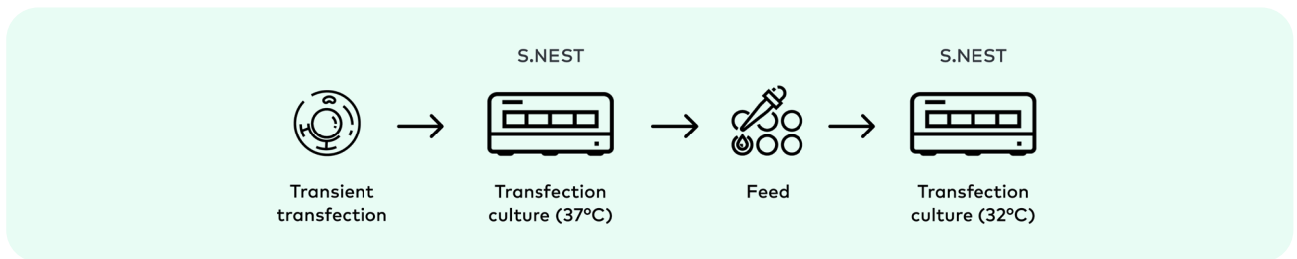 S.NEST
S.NEST
Transient
transfection
Transfection
culture (37°C)
Feed
Transfection
culture (32°C)